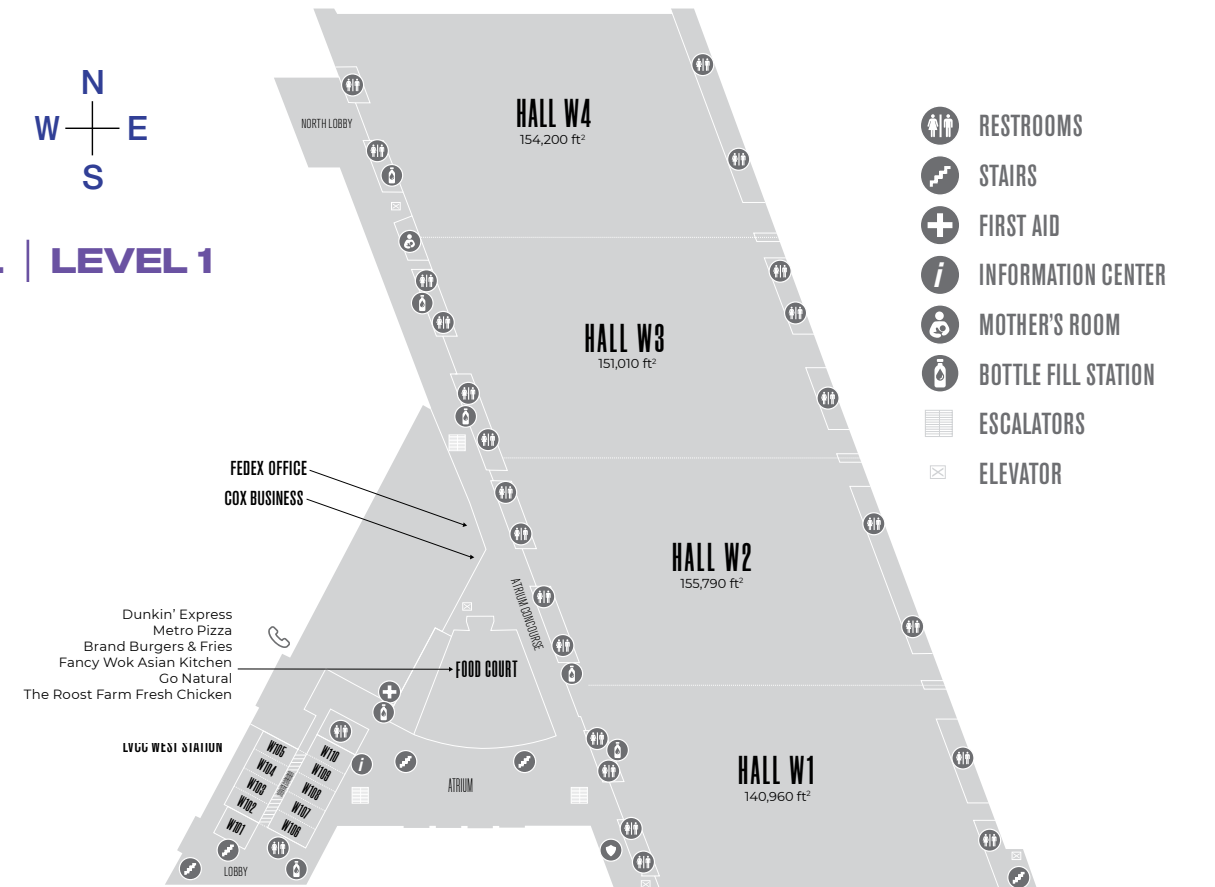 N
W
E
S
LEVEL 1
HALL W4
154,200 ft²
NORTH LOBBY
HALL W3
151,010 ft²
HALL W2
155,790 ft²
HALL W1
140,960 ft²
RESTROOMS
STAIRS
FIRST AID
INFORMATION CENTER
MOTHER'S ROOM
BOTTLE FILL STATION
ESCALATORS
ELEVATOR
FEDEX OFFICE
COX BUSINESS
ATRIUM CONCOURSE
Dunkin' Express
Metro Pizza
Brand Burgers & Fries
Fancy Wok Asian Kitchen
Go Natural
The Roost Farm Fresh Chicken
FOOD COURT
LVCC WEST STATION
W105
W104
W103
W102
W101
W110
W109
W108
W107
W106
ATRIUM
LOBBY